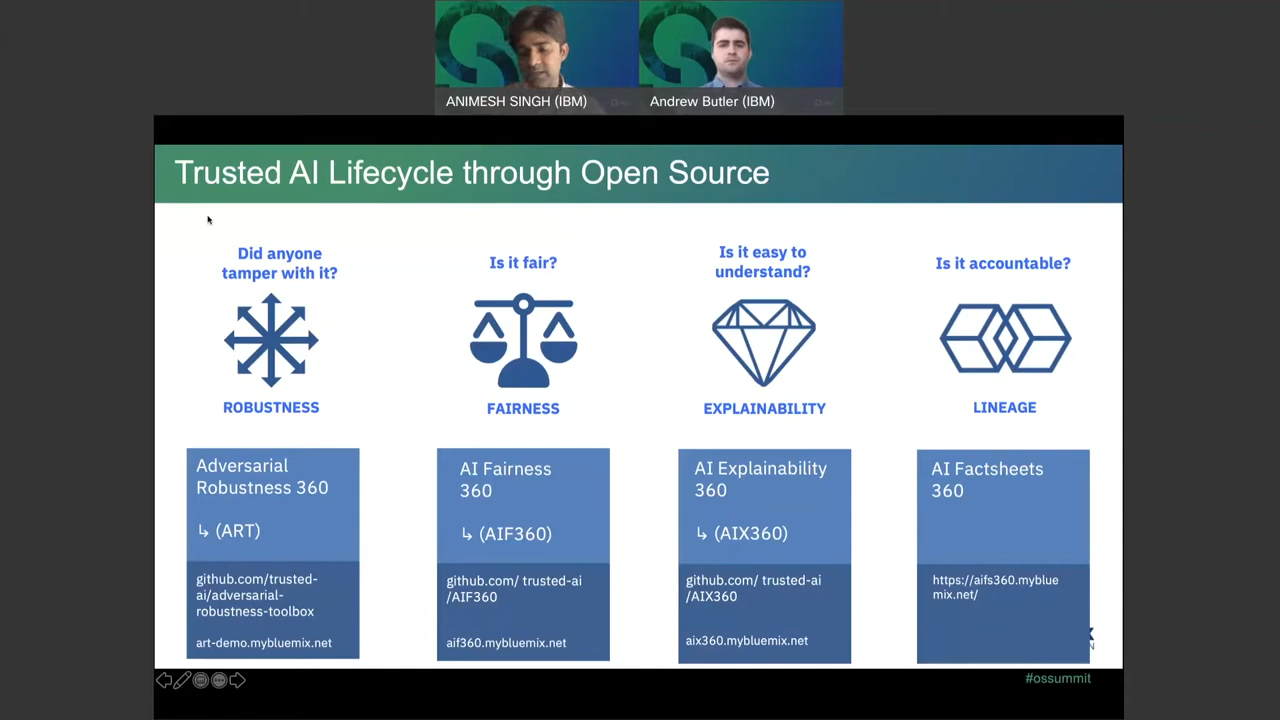 ANIMESH SINGH (IBM)
Andrew Butler (IBM)
Trusted AI Lifecycle through Open Source
Did anyone
tamper with it?
ROBUSTNESS
Adversarial
Robustness 360
↳ (ART)
github.com/trusted-
ai/adversarial-
robustness-toolbox
art-demo.mybluemix.net
Is it fair?
FAIRNESS
AI Fairness
360
↳ (AIF360)
github.com/ trusted-ai
/AIF360
aif360.mybluemix.net
Is it easy to
understand?
EXPLAINABILITY
AI Explainability
360
↳ (AIX360)
github.com/ trusted-ai
/AIX360
aix360.mybluemix.net
Is it accountable?
LINEAGE
AI Factsheets
360
https://aifs360.myblue
mix.net/
#ossummit